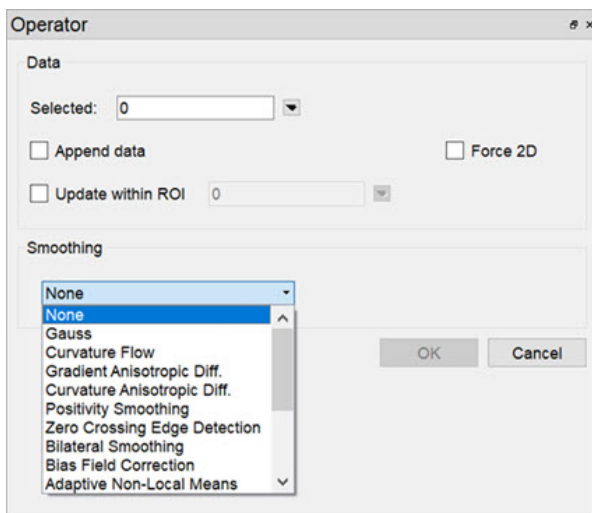 Operator
Data
Selected: 0
Append data Force 2D
Update within ROI 0
Smoothing
None
None
Gauss
Curvature Flow
Gradient Anisotropic Diff.
Curvature Anisotropic Diff.
Positivity Smoothing
Zero Crossing Edge Detection
Bilateral Smoothing
Bias Field Correction
Adaptive Non-Local Means
OK Cancel